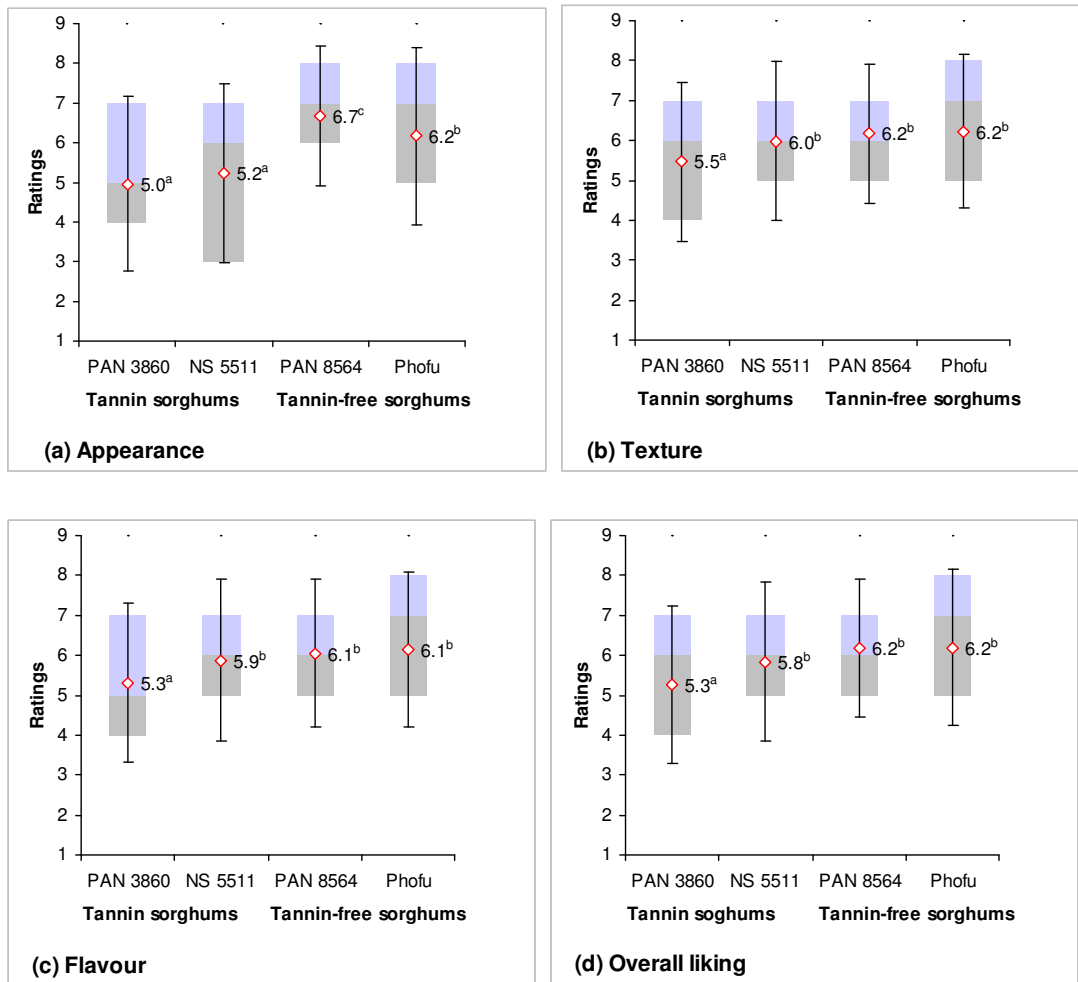 9
8
7
6
5
4
3
2
1
Ratings
5.0ᵃ
5.2ᵃ
6.7ᶜ
6.2ᵇ
PAN 3860 NS 5511 PAN 8564 Phofu
Tannin sorghums Tannin-free sorghums
(a) Appearance
9
8
7
6
5
4
3
2
1
Ratings
5.5ᵃ
6.0ᵇ
6.2ᵇ
6.2ᵇ
PAN 3860 NS 5511 PAN 8564 Phofu
Tannin sorghums Tannin-free sorghums
(b) Texture
9
8
7
6
5
4
3
2
1
Ratings
5.3ᵃ
5.9ᵇ
6.1ᵇ
6.1ᵇ
PAN 3860 NS 5511 PAN 8564 Phofu
Tannin sorghums Tannin-free sorghums
(c) Flavour
9
8
7
6
5
4
3
2
1
Ratings
5.3ᵃ
5.8ᵇ
6.2ᵇ
6.2ᵇ
PAN 3860 NS 5511 PAN 8564 Phofu
Tannin soghums Tannin-free sorghums
(d) Overall liking